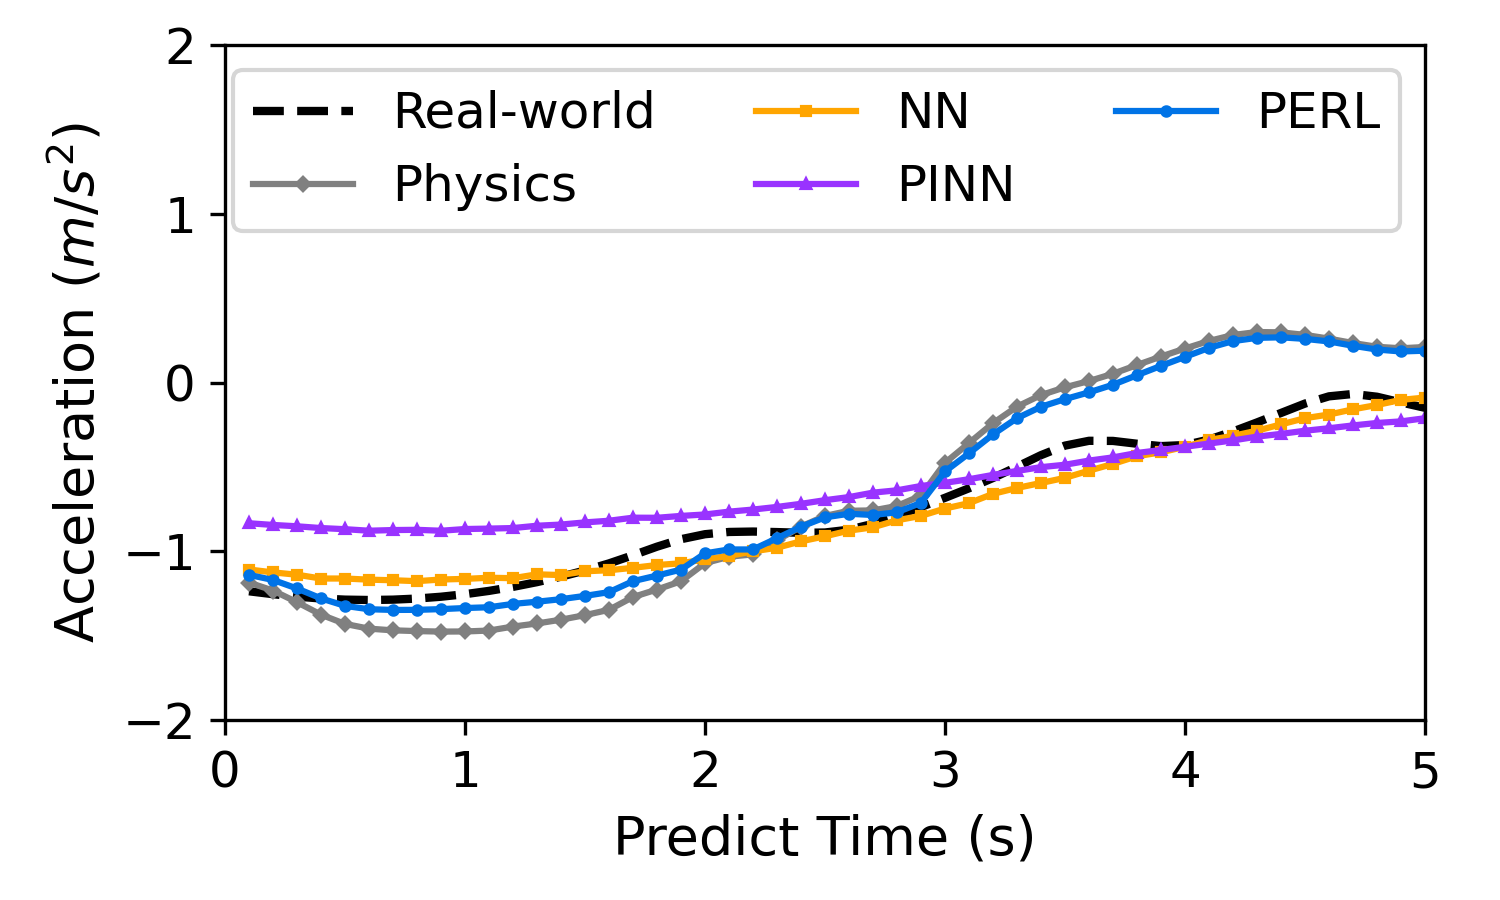 Acceleration (m/s²)
2
1
0
−1
−2
Real-world
Physics
NN
PINN
PERL
0 1 2 3 4 5
Predict Time (s)